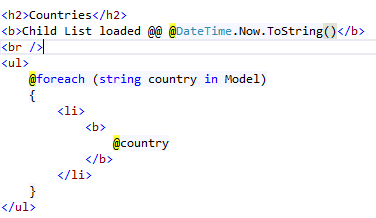 <h2>Countries</h2>
<b>Child List loaded @@ @DateTime.Now.ToString()</b>
<br />
<ul>
    @foreach (string country in Model)
    {
        <li>
            <b>
                @country
            </b>
        </li>
    }
</ul>